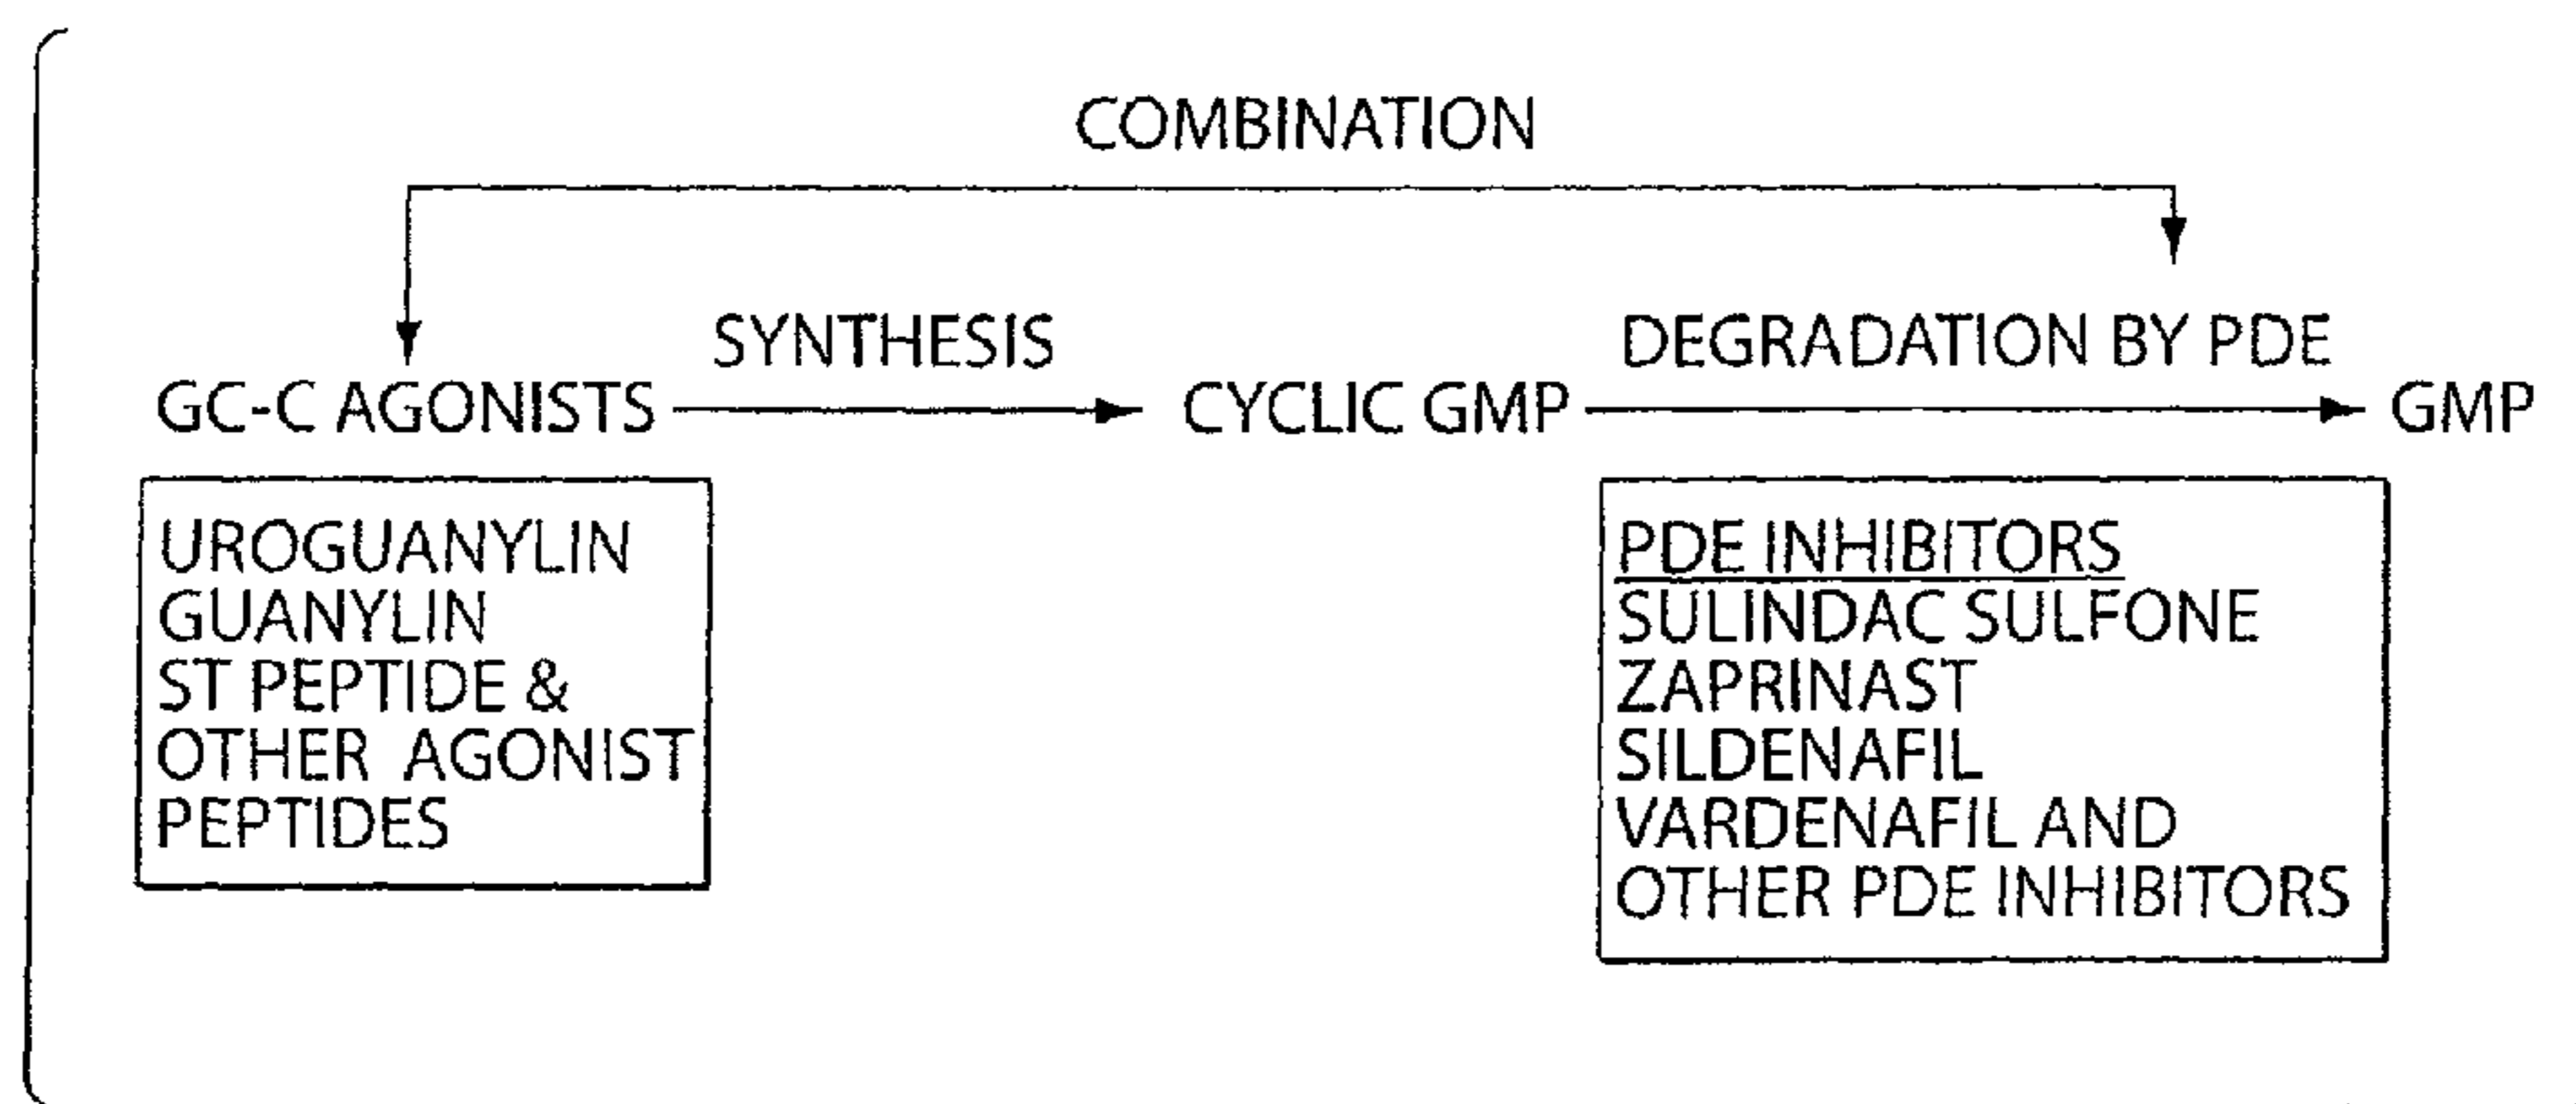 COMBINATION
SYNTHESIS
DEGRADATION BY PDE
GC-C AGONISTS
CYCLIC GMP
GMP
UROGUANYLIN
GUANYLIN
ST PEPTIDE &
OTHER AGONIST
PEPTIDES
PDE INHIBITORS
SULINDAC SULFONE
ZAPRINAST
SILDENAFIL
VARDENAFIL AND
OTHER PDE INHIBITORS